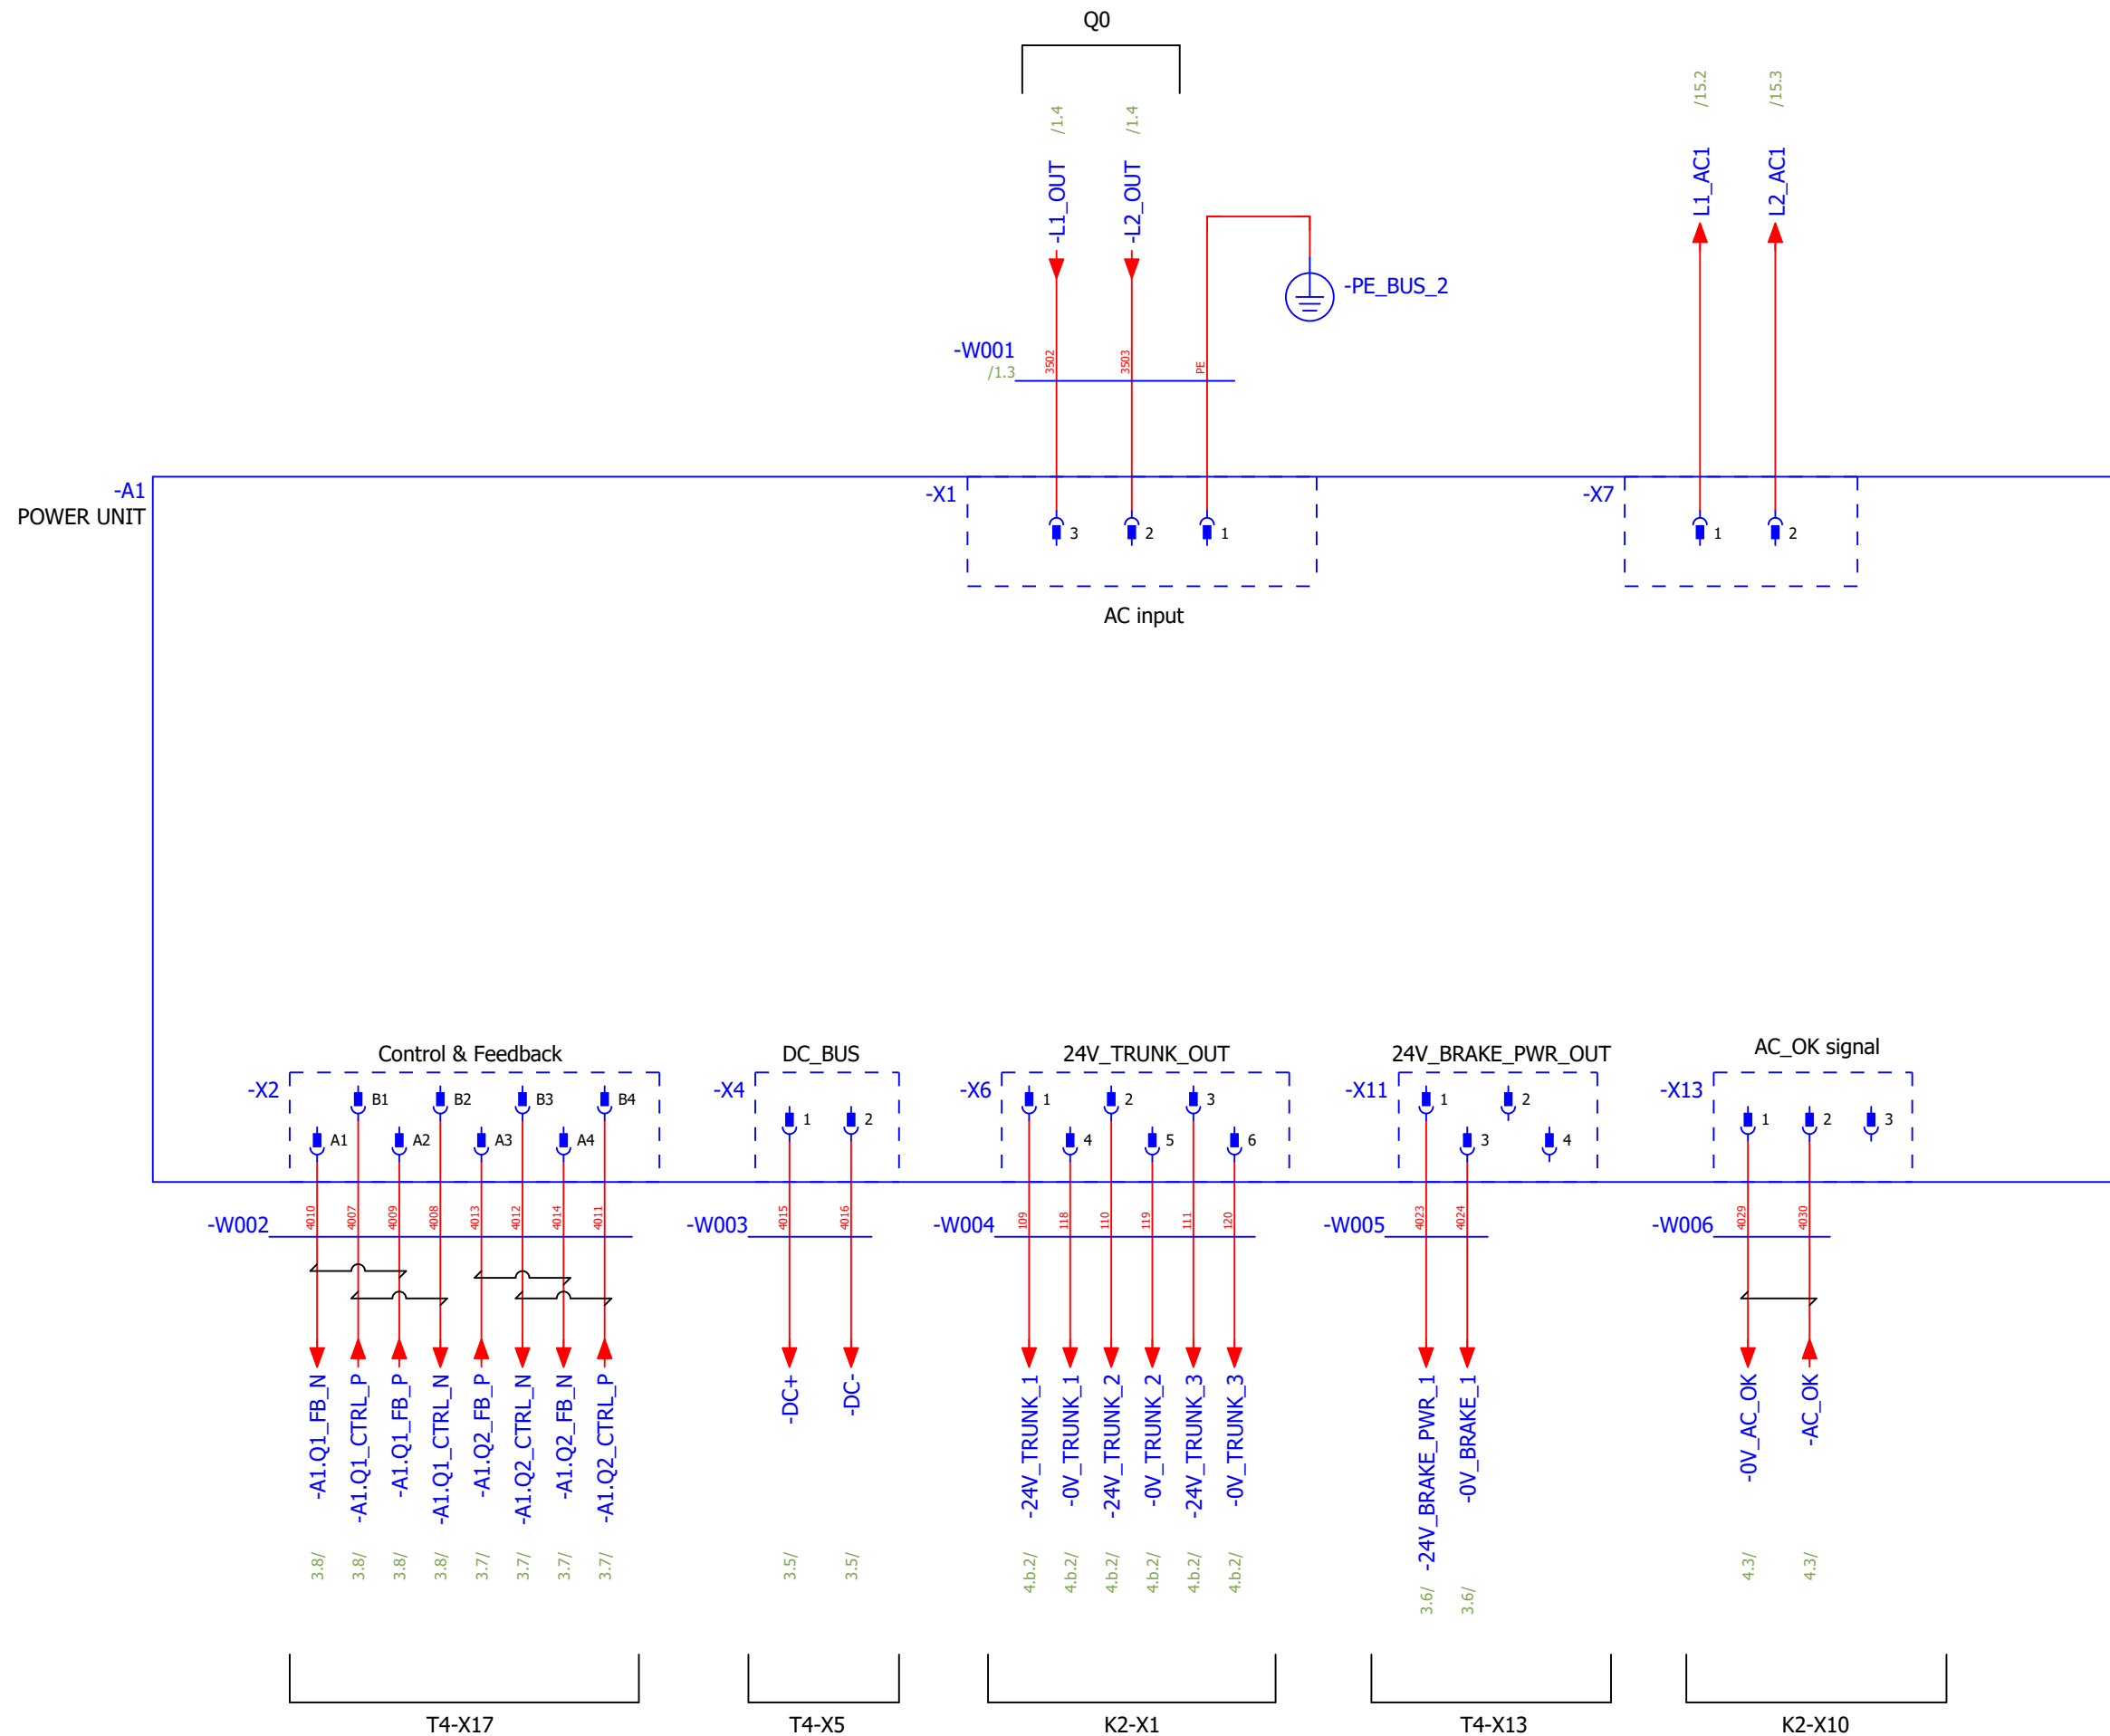 Q0
/1.4 /1.4 /15.2 /15.3
-L1_OUT -L2_OUT L1_AC1 L2_AC1
-PE_BUS_2
-W001 3502 3503 PE
/1.3
-A1 -X1 -X7
POWER UNIT
3 2 1 1 2
AC input
Control & Feedback DC_BUS 24V_TRUNK_OUT 24V_BRAKE_PWR_OUT AC_OK signal
-X2 -X4 -X6 -X11 -X13
B1 B2 B3 B4 1 2 3 1 2
1 2 1 2 3
A1 A2 A3 A4 4 5 6 3 4
4010 4007 4009 4008 4013 4012 4014 4011 4015 4016 109 118 110 119 111 120 4023 4024 4029 4030
-W002 -W003 -W004 -W005 -W006
-A1.Q1_FB_N
-A1.Q1_CTRL_P
-A1.Q1_FB_P
-A1.Q1_CTRL_N
-A1.Q2_FB_P
-A1.Q2_CTRL_N
-A1.Q2_FB_N
-A1.Q2_CTRL_P
-DC+
-DC-
-24V_TRUNK_1
-0V_TRUNK_1
-24V_TRUNK_2
-0V_TRUNK_2
-24V_TRUNK_3
-0V_TRUNK_3
-24V_BRAKE_PWR_1
-0V_BRAKE_1
-0V_AC_OK
-AC_OK
3.8/ 3.8/ 3.8/ 3.8/ 3.7/ 3.7/ 3.7/ 3.7/ 3.5/ 3.5/ 4.b.2/ 4.b.2/ 4.b.2/ 4.b.2/ 4.b.2/ 4.b.2/ 3.6/ 3.6/ 4.3/ 4.3/
T4-X17 T4-X5 K2-X1 T4-X13 K2-X10